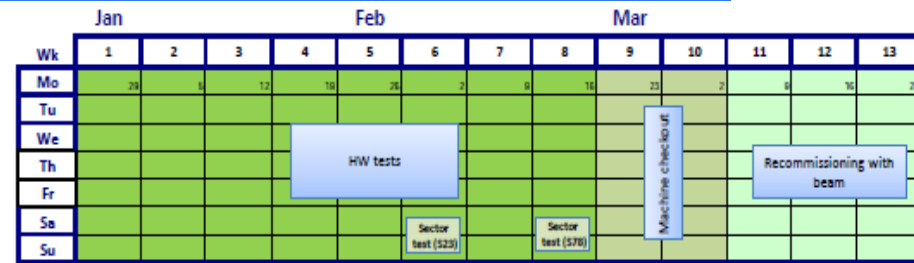 Jan Feb Mar
Wk 1 2 3 4 5 6 7 8 9 10 11 12 13
Mo 29 5 12 19 26 2 9 16 23 2 9 16
Tu
We
Th
Fr
Sa
Su
HW tests
Sector
test (S23)
Sector
test (S78)
Machine checkout
Recommissioning with
beam